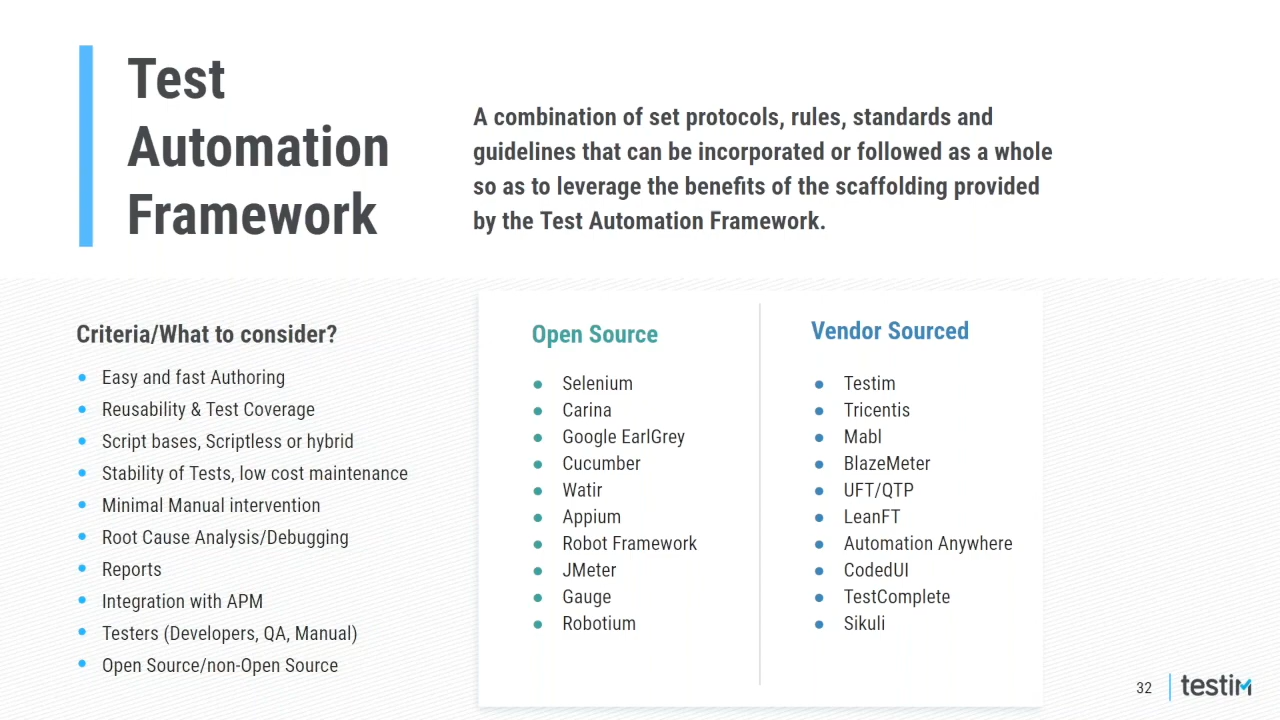 Test
Automation
Framework
A combination of set protocols, rules, standards and
guidelines that can be incorporated or followed as a whole
so as to leverage the benefits of the scaffolding provided
by the Test Automation Framework.
Criteria/What to consider?
Easy and fast Authoring
Reusability & Test Coverage
Script bases, Scriptless or hybrid
Stability of Tests, low cost maintenance
Minimal Manual intervention
Root Cause Analysis/Debugging
Reports
Integration with APM
Testers (Developers, QA, Manual)
Open Source/non-Open Source
Open Source
Selenium
Carina
Google EarlGrey
Cucumber
Watir
Appium
Robot Framework
JMeter
Gauge
Robotium
Vendor Sourced
Testim
Tricentis
Mabl
BlazeMeter
UFT/QTP
LeanFT
Automation Anywhere
CodedUI
TestComplete
Sikuli
32
testim